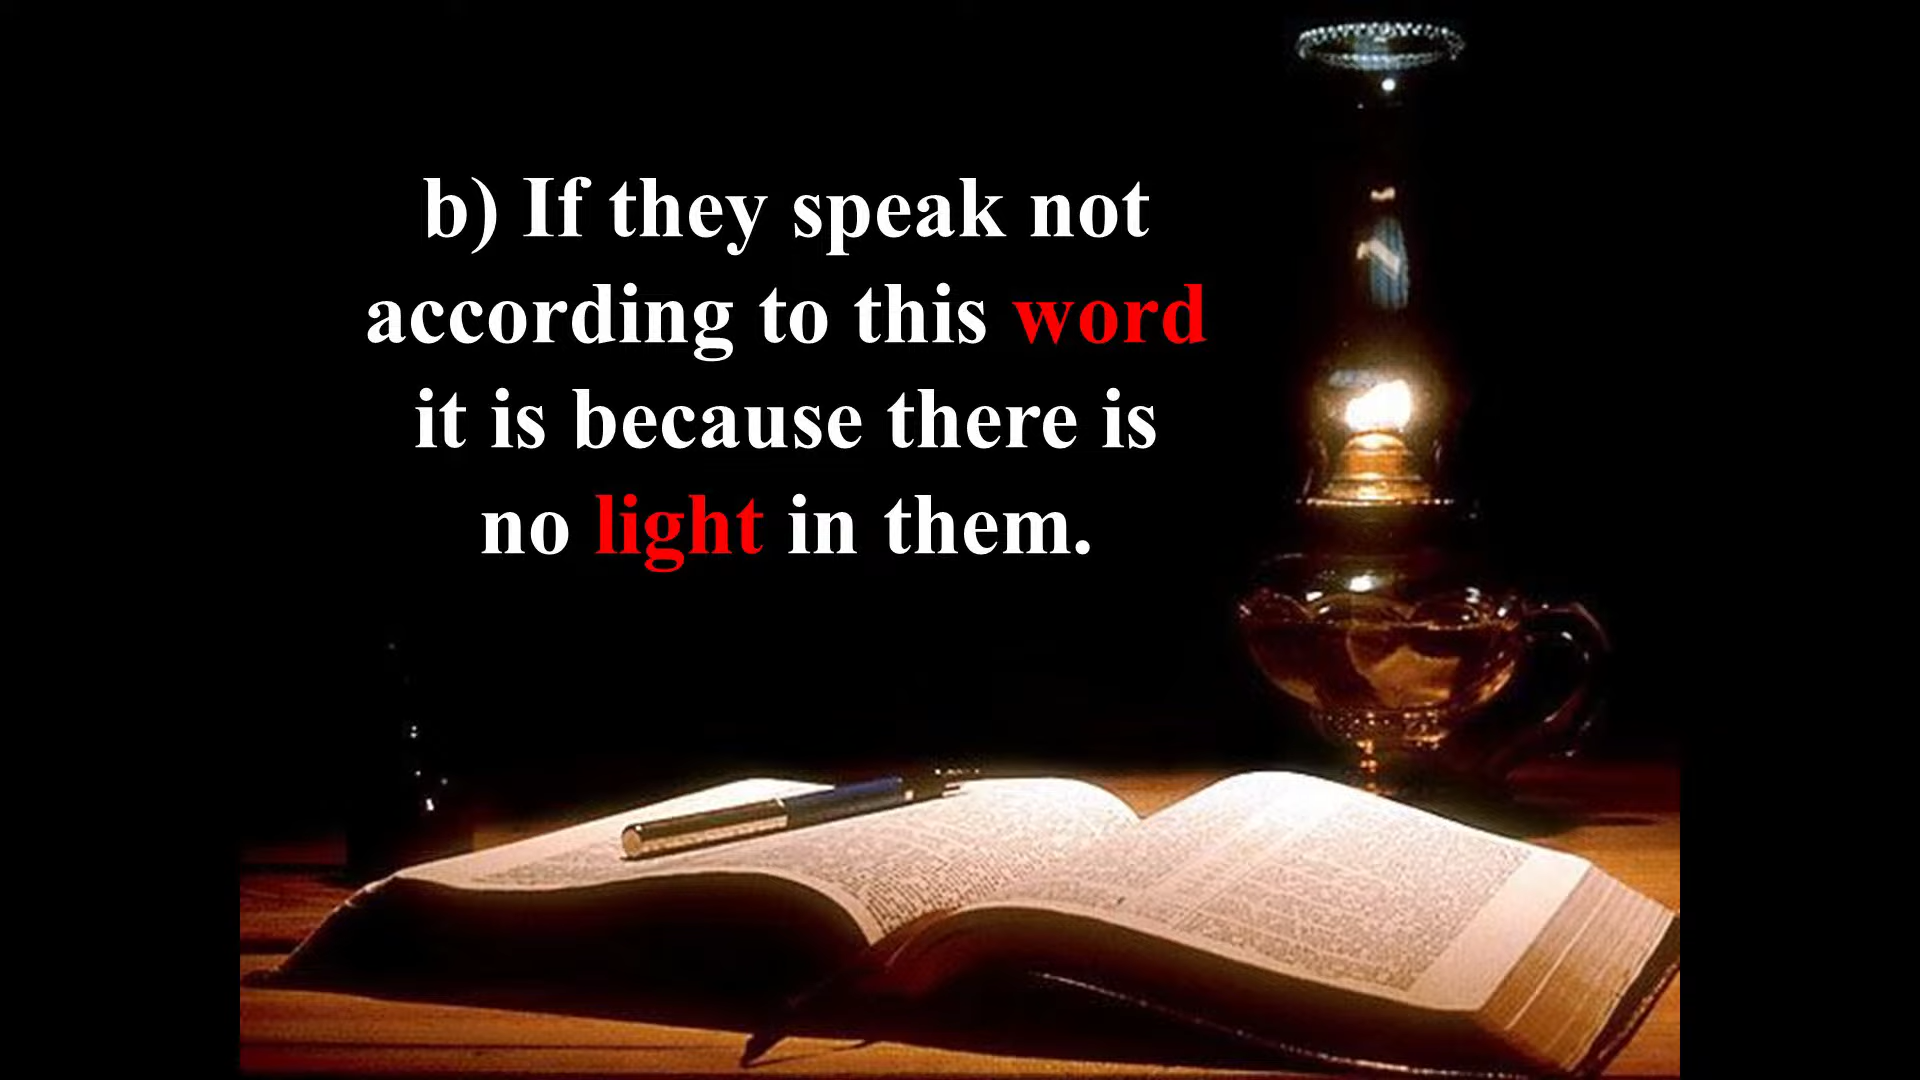 b) If they speak not
according to this word
it is because there is
no light in them.